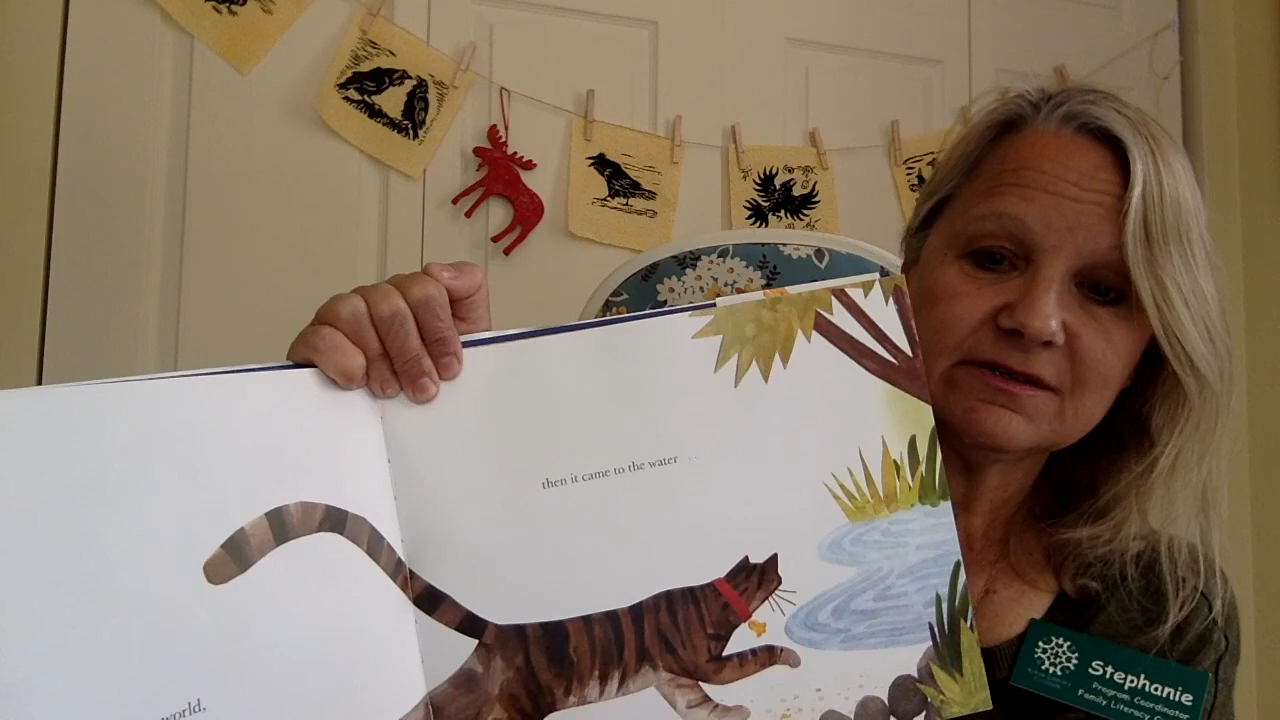 world,
then it came to the water . . .
Stephanie
Program Coordinator
Family Literacy